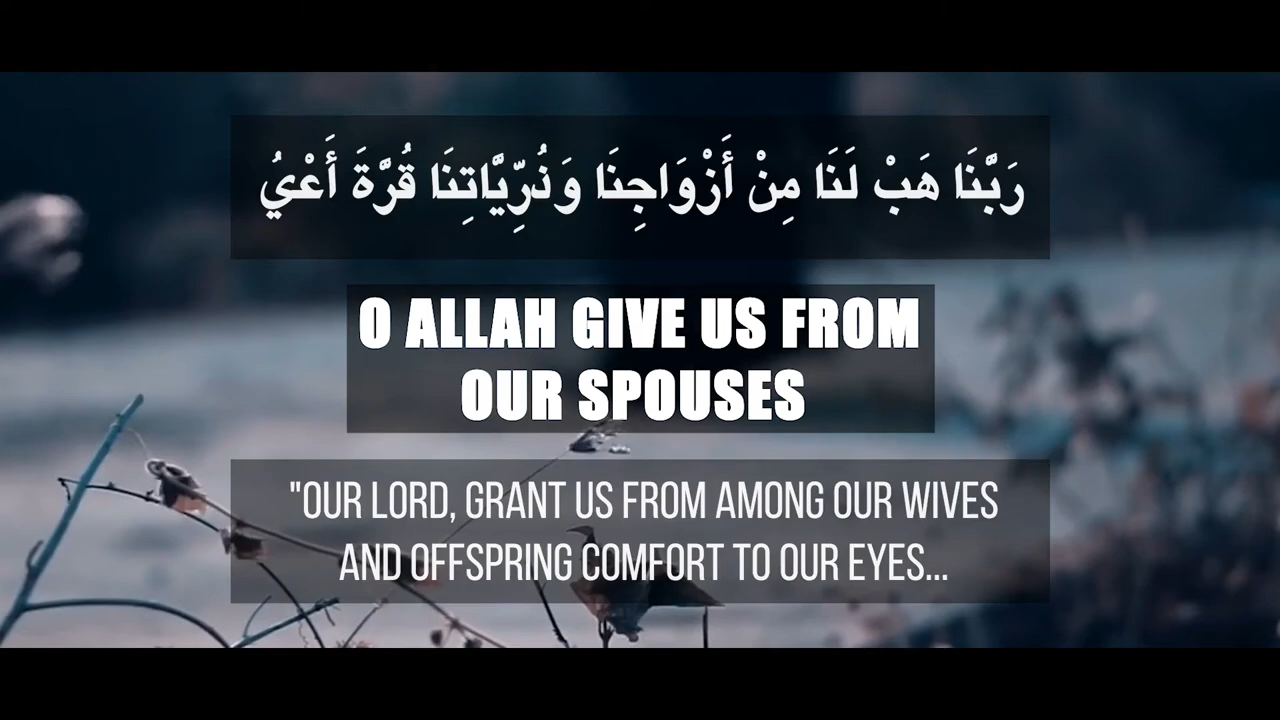 رَبَّنَا هَبْ لَنَا مِنْ أَزْوَاجِنَا وَذُرِّيَّاتِنَا قُرَّةَ أَعْيُ
O ALLAH GIVE US FROM
OUR SPOUSES
"OUR LORD, GRANT US FROM AMONG OUR WIVES
AND OFFSPRING COMFORT TO OUR EYES...